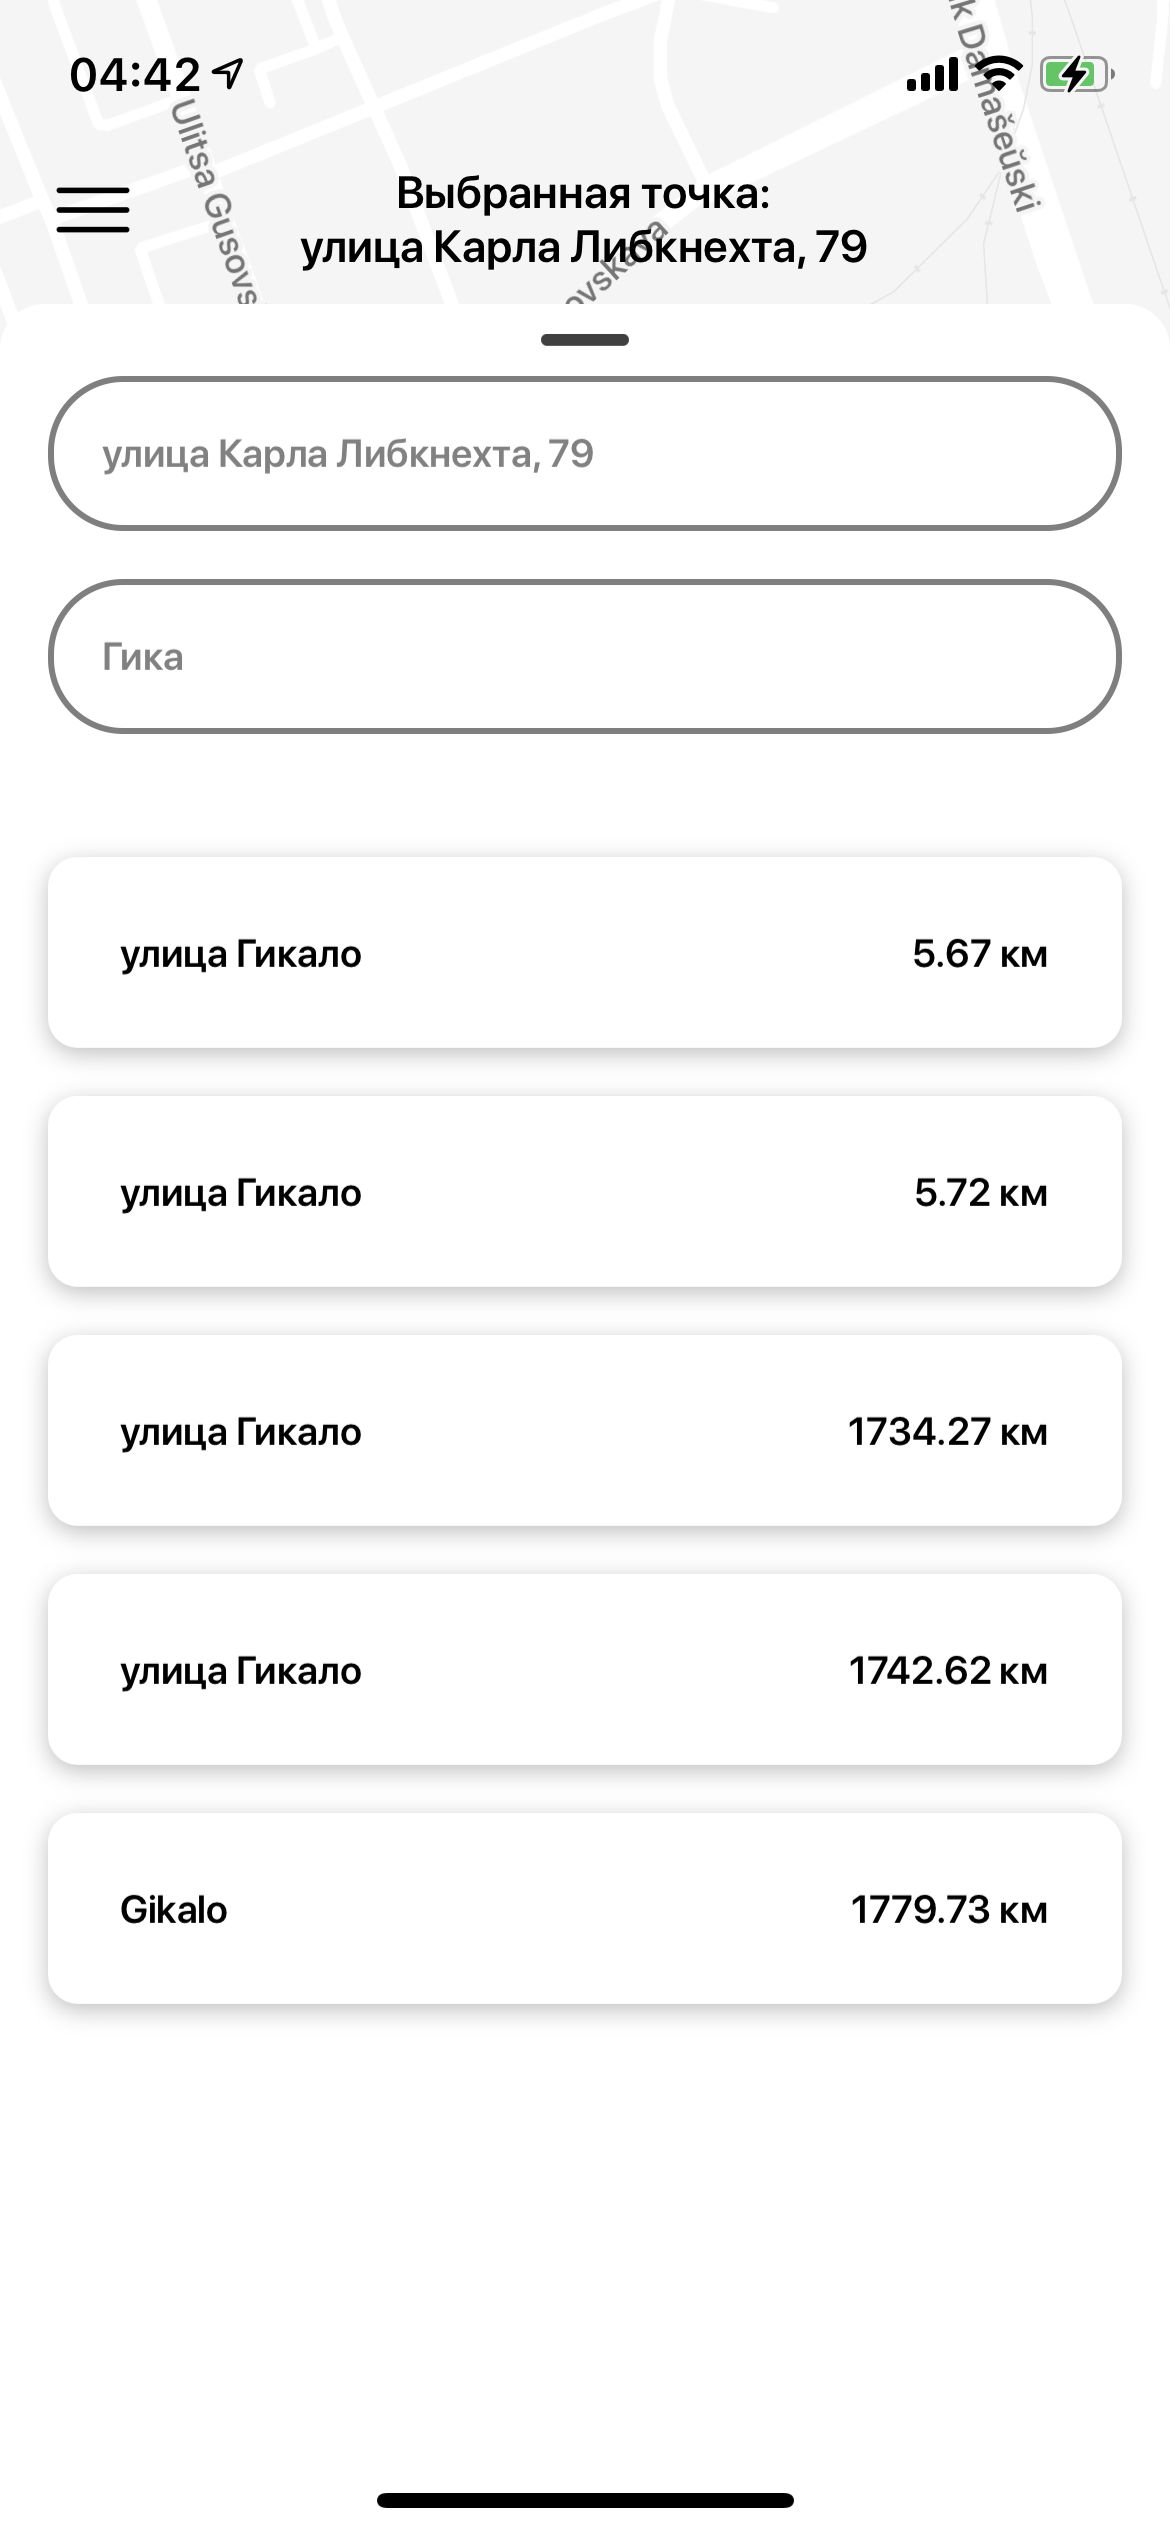 04:42
Ulitsa Gusovs
k Damašeŭski
Выбранная точка:
улица Карла Либкнехта, 79
ovskaya
улица Карла Либкнехта, 79
Гика
улица Гикало 5.67 км
улица Гикало 5.72 км
улица Гикало 1734.27 км
улица Гикало 1742.62 км
Gikalo 1779.73 км